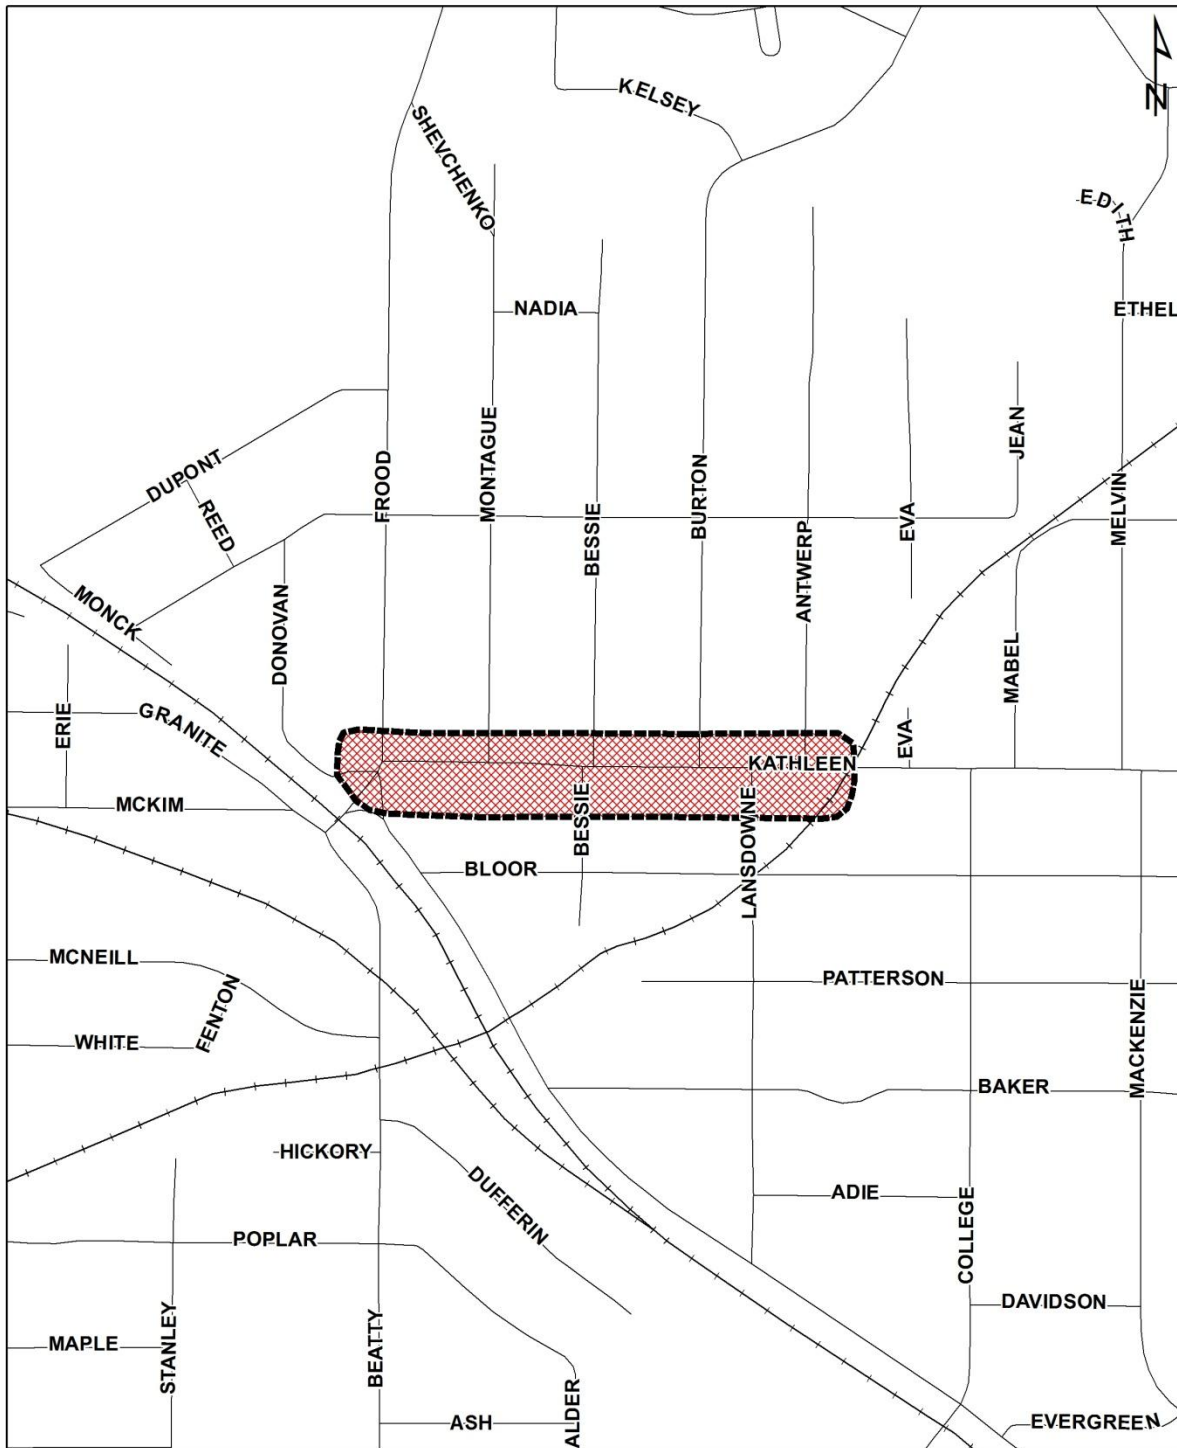 N
KELSEY
SHEVCHENKO
EDITH
NADIA
ETHEL
JEAN
MONTAGUE
DUPONT
FROOD
BURTON
REED
BESSIE
EVA
MELVIN
ANTWERP
MONCK
DONOVAN
MABEL
ERIE
GRANITE
EVA
KATHLEEN
MCKIM
BESSIE
LANSDOWNE
BLOOR
MCNEILL
PATTERSON
FENTON
WHITE
MACKENZIE
BAKER
HICKORY
DUFFERIN
ADIE
COLLEGE
POPLAR
DAVIDSON
STANLEY
MAPLE
BEATTY
ALDER
ASH
EVERGREEN